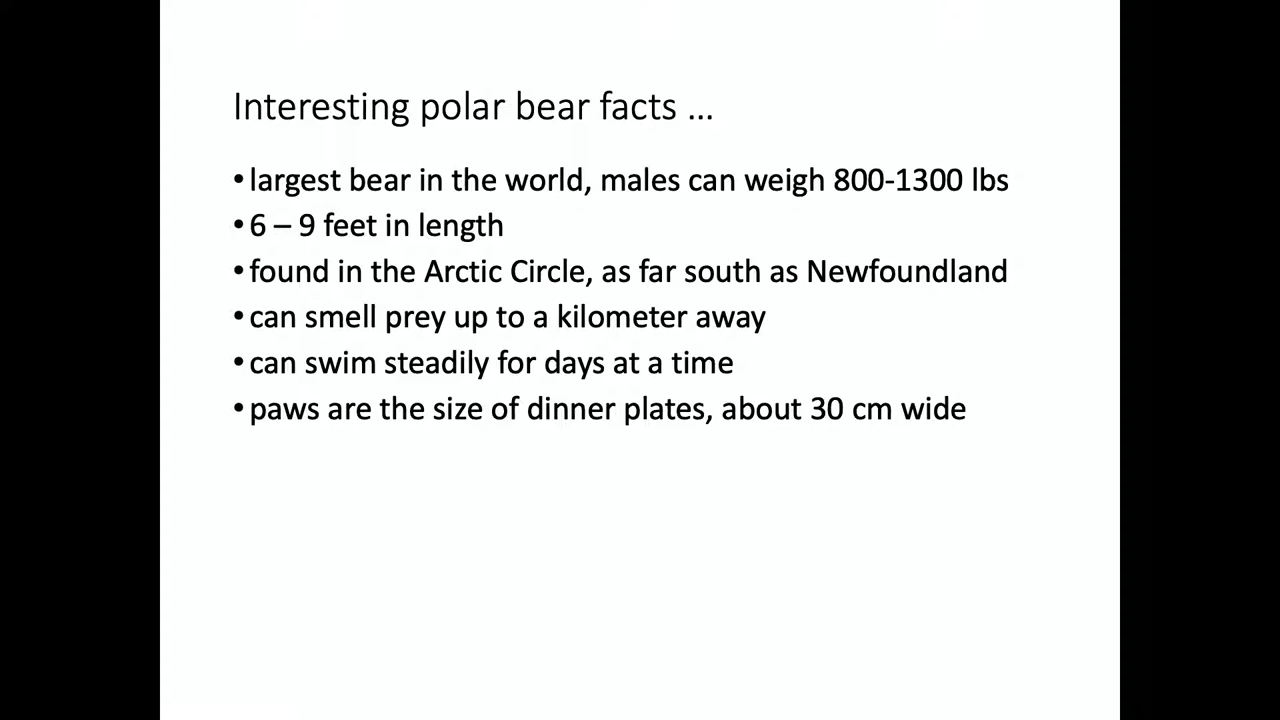 Interesting polar bear facts …
•largest bear in the world, males can weigh 800-1300 lbs
•6 – 9 feet in length
•found in the Arctic Circle, as far south as Newfoundland
•can smell prey up to a kilometer away
•can swim steadily for days at a time
•paws are the size of dinner plates, about 30 cm wide